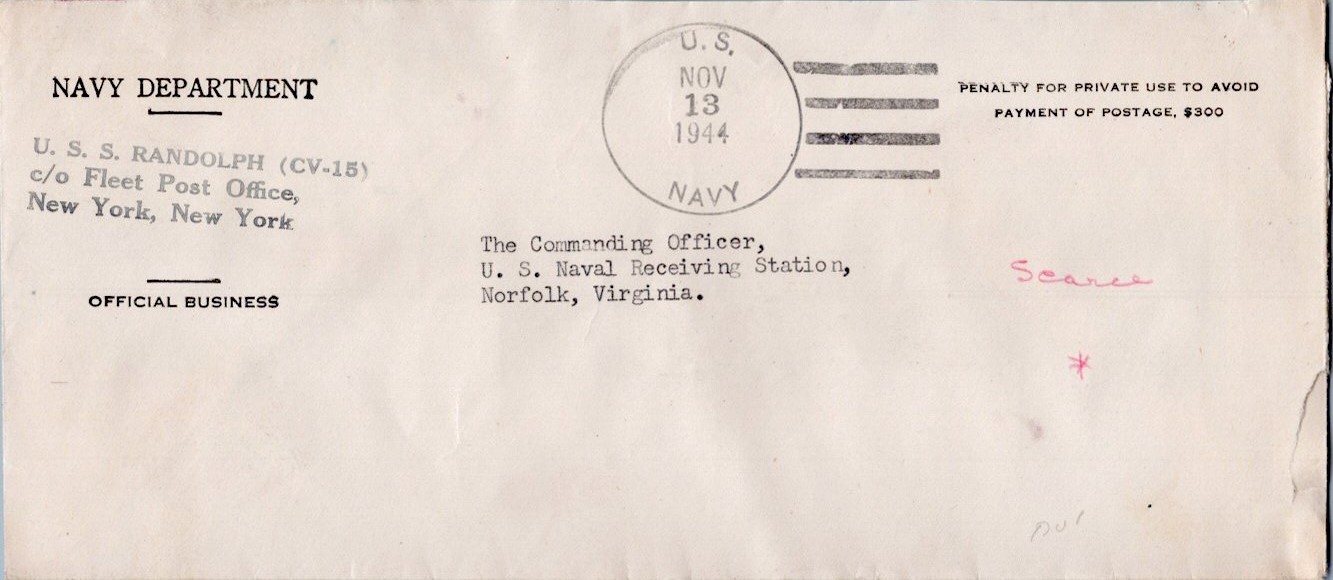 NAVY DEPARTMENT
U. S. S. RANDOLPH (CV-15)
c/o Fleet Post Office,
New York, New York
OFFICIAL BUSINESS
U. S.
NOV
13
1944
NAVY
PENALTY FOR PRIVATE USE TO AVOID
PAYMENT OF POSTAGE, $300
The Commanding Officer,
U. S. Naval Receiving Station,
Norfolk, Virginia.
Scarce
*